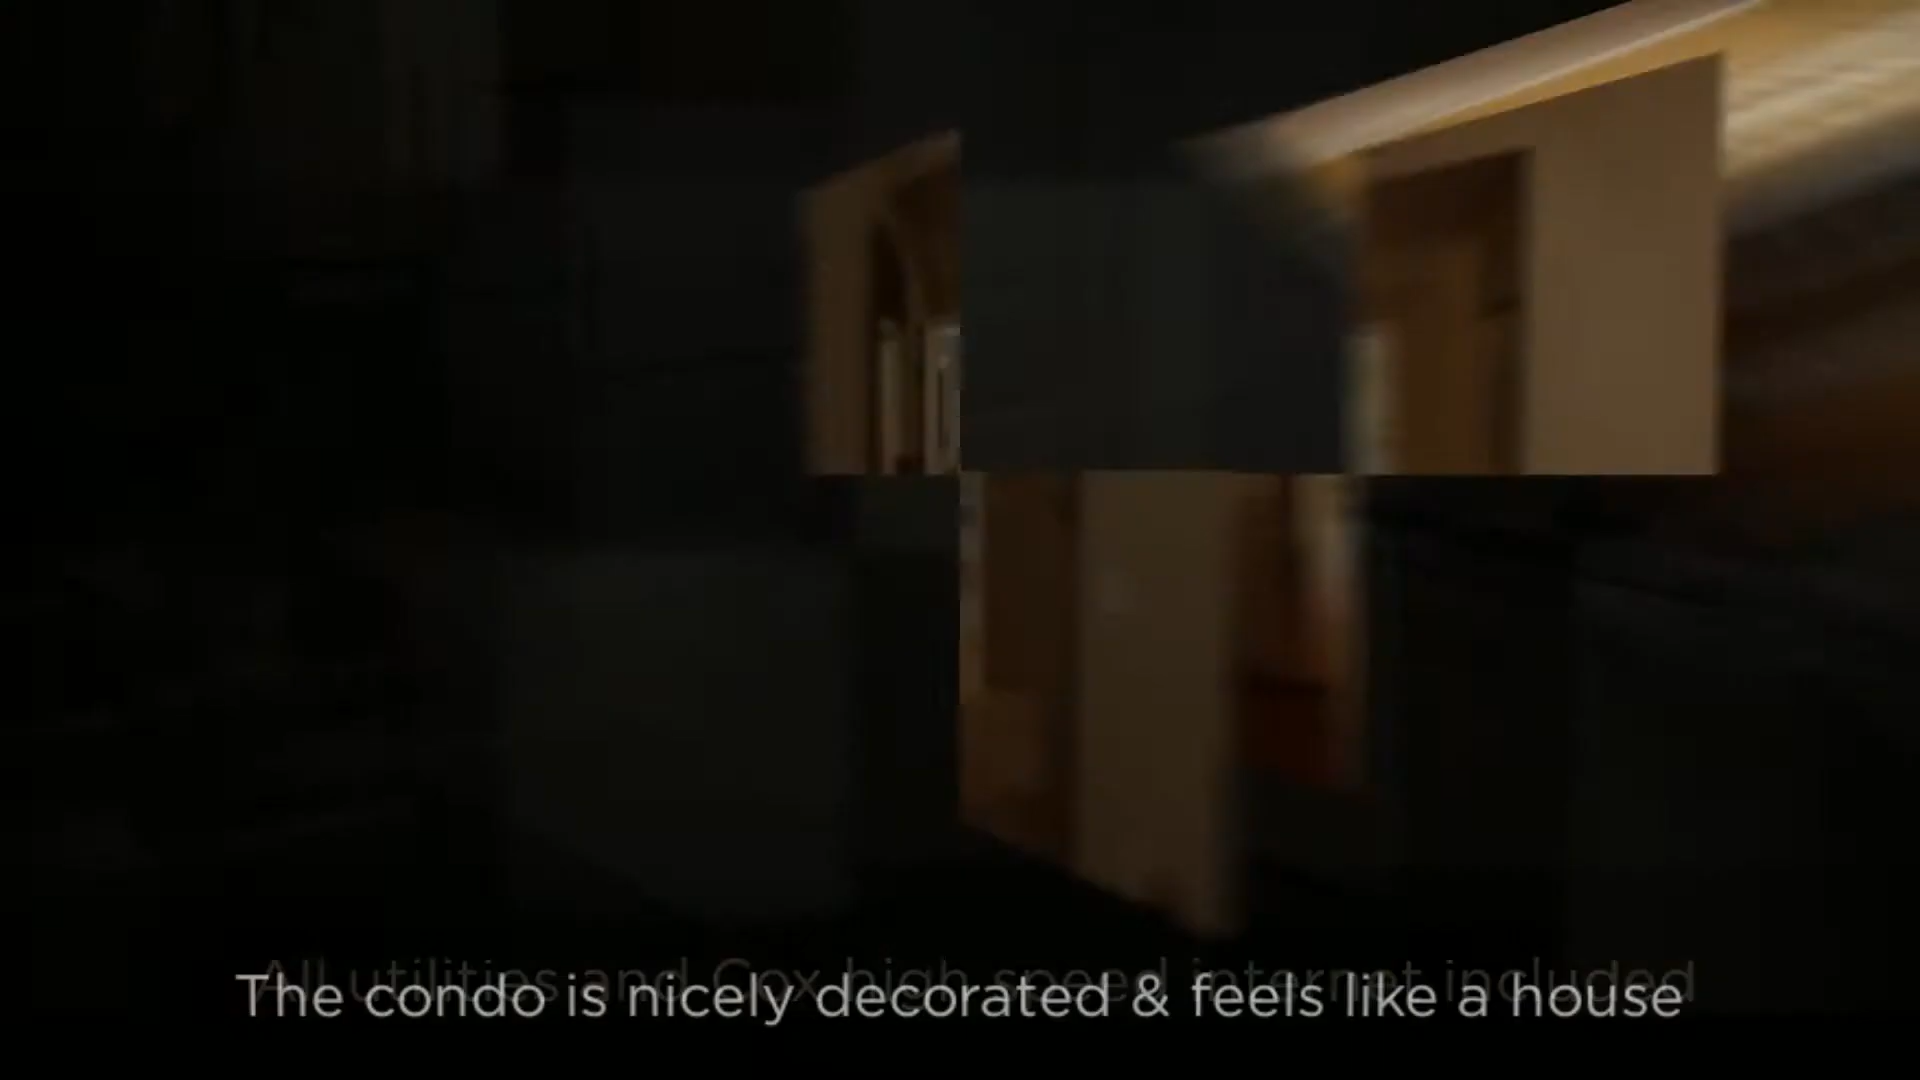 All utilities and Cox high speed internet included
The condo is nicely decorated & feels like a house